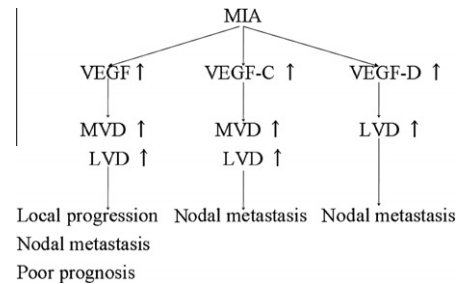 MIA
VEGF ↑ VEGF-C ↑ VEGF-D ↑
MVD ↑ MVD ↑ LVD ↑
LVD ↑ LVD ↑
Local progression Nodal metastasis Nodal metastasis
Nodal metastasis
Poor prognosis